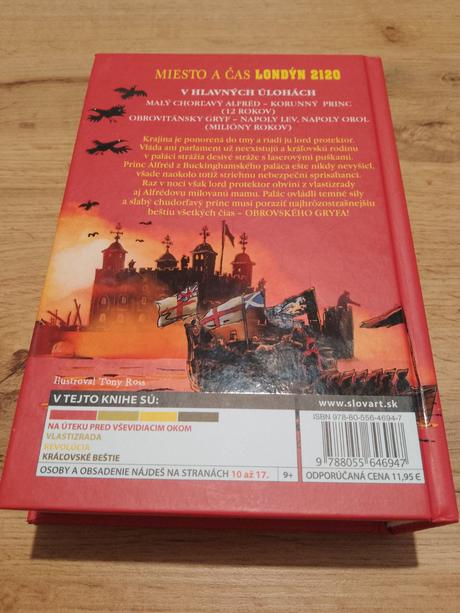 MIESTO A ČAS LONDÝN 2120
V HLAVNÝCH ÚLOHÁCH
MALÝ CHORĽAVÝ ALFRÉD – KORUNNÝ PRINC
(12 ROKOV)
OBROVITÁNSKY GRYF – NAPOLY LEV, NAPOLY OROL
(MILIÓNY ROKOV)
Krajina je ponorená do tmy a riadi ju lord protektor.
Vláda ani parlament už neexistujú a kráľovskú rodinu
v paláci strážia desivé stráže s laserovými puškami.
Princ Alfréd z Buckinghamského paláca ešte nikdy nevyšiel,
všade naokolo totiž striehnu nebezpeční sprisahanci.
Raz v noci však lord protektor obviní z vlastizrady
aj Alfrédovu milovanú mamu. Palác ovládli temné sily
a slabý chudorľavý princ musí poraziť najhrôzostrašnejšiu
beštiu všetkých čias – OBROVSKÉHO GRYFA!
Ilustroval Tony Ross
V TEJTO KNIHE SÚ:
NA ÚTEKU PRED VŠEVIDIACIM OKOM
VLASTIZRADA
REVOLÚCIA
KRÁĽOVSKÉ BEŠTIE
OSOBY A OBSADENIE NÁJDEŠ NA STRANÁCH 10 až 17.
9+
www.slovart.sk
ISBN 978-80-556-4694-7
9 788055 646947
ODPORÚČANÁ CENA 11,95 €